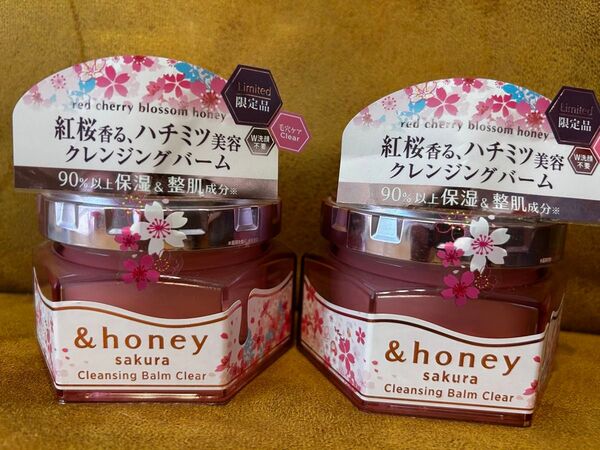 Limited
限定品
red cherry blossom honey
紅桜香る、ハチミツ美容
クレンジングバーム
毛穴ケア
Clear
W洗顔
不要
90%以上保湿&整肌成分※
&honey
sakura
Cleansing Balm Clear
Limited
限定品
red cherry blossom honey
紅桜香る、ハチミツ美容
クレンジングバーム
W洗顔
不要
90%以上保湿&整肌成分※
&honey
sakura
Cleansing Balm Clear